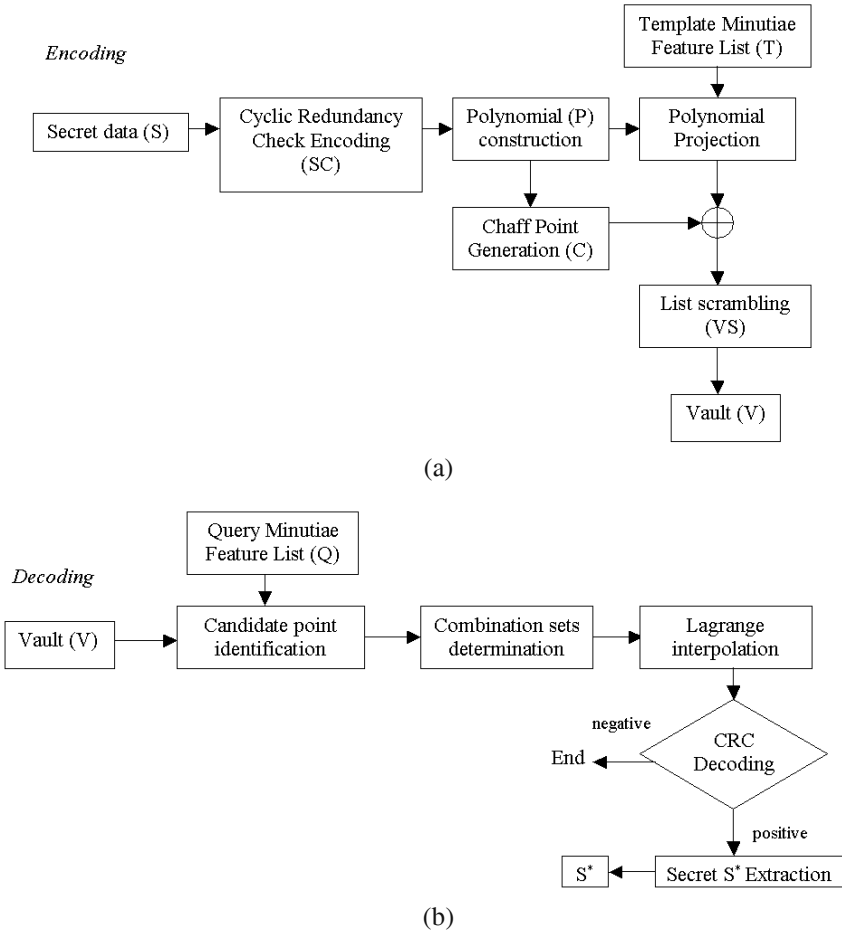 Encoding
Template Minutiae
Feature List (T)
Secret data (S)
Cyclic Redundancy
Check Encoding
(SC)
Polynomial (P)
construction
Polynomial
Projection
Chaff Point
Generation (C)
List scrambling
(VS)
Vault (V)
(a)
Decoding
Query Minutiae
Feature List (Q)
Vault (V)
Candidate point
identification
Combination sets
determination
Lagrange
interpolation
negative
CRC
Decoding
End
positive
S*
Secret S* Extraction
(b)